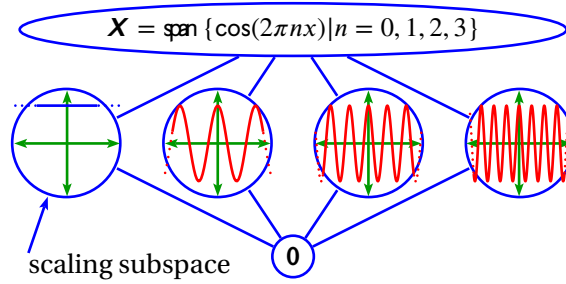 X = span {cos(2πnx)|n = 0, 1, 2, 3}
scaling subspace
0